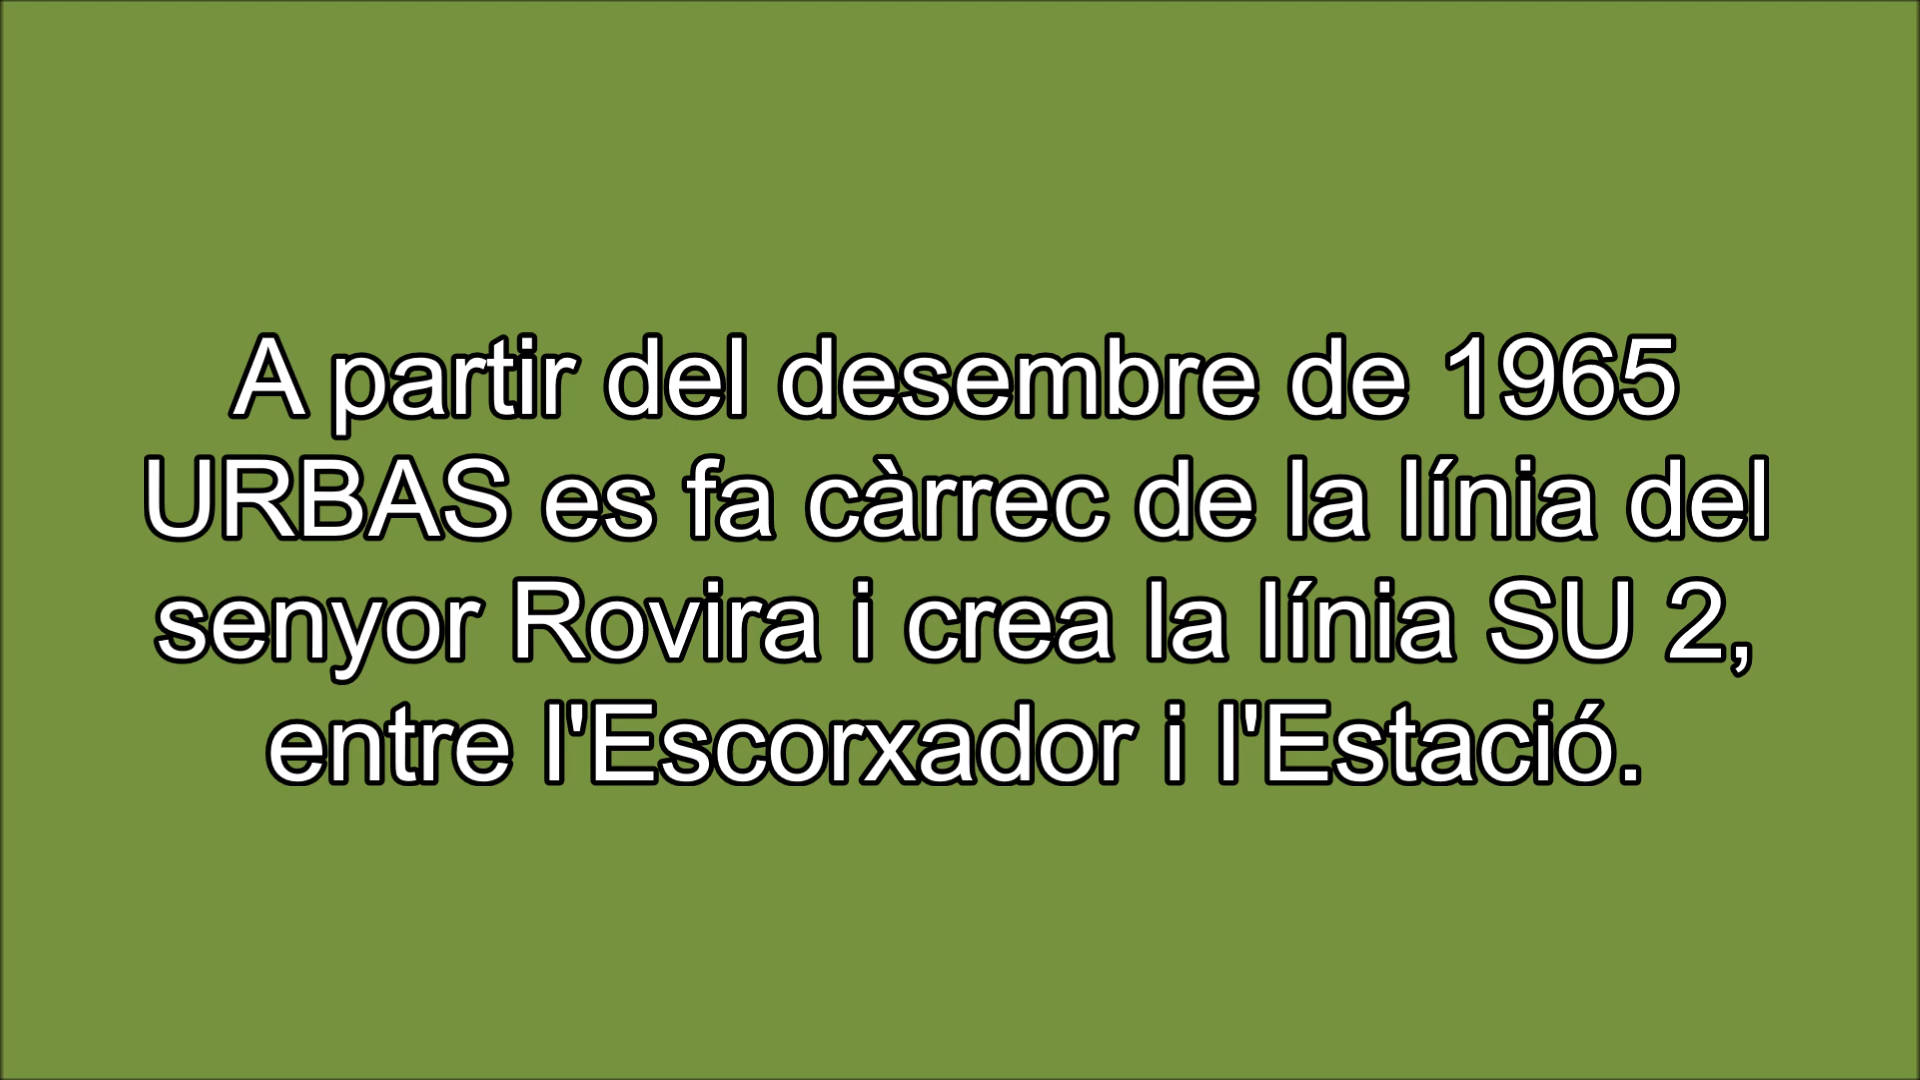 A partir del desembre de 1965
URBAS es fa càrrec de la línia del
senyor Rovira i crea la línia SU 2,
entre l'Escorxador i l'Estació.